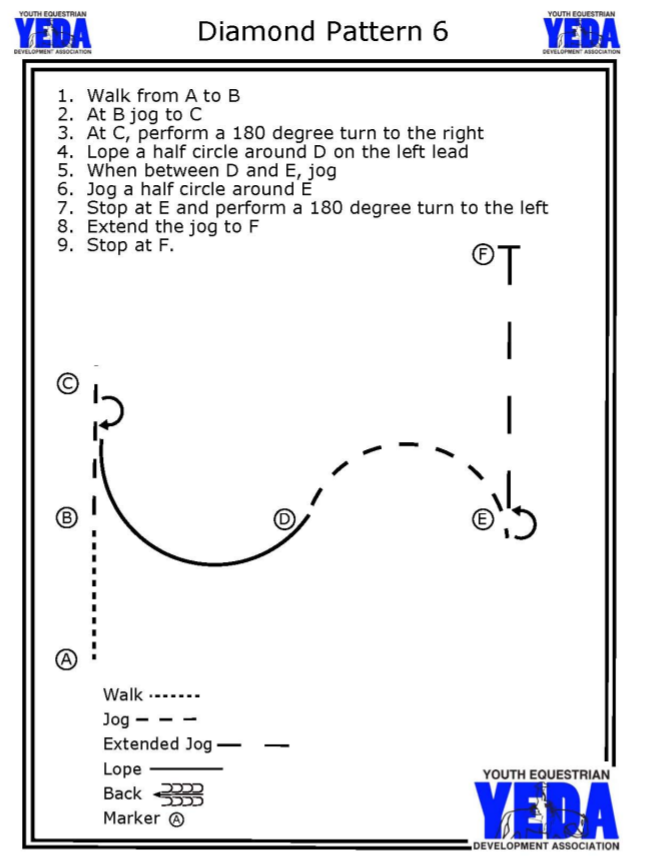 YOUTH EQUESTRIAN
YEDA
DEVELOPMENT ASSOCIATION
Diamond Pattern 6
YOUTH EQUESTRIAN
YEDA
DEVELOPMENT ASSOCIATION
1. Walk from A to B
2. At B jog to C
3. At C, perform a 180 degree turn to the right
4. Lope a half circle around D on the left lead
5. When between D and E, jog
6. Jog a half circle around E
7. Stop at E and perform a 180 degree turn to the left
8. Extend the jog to F
9. Stop at F.
F
C
B
D
E
A
Walk
Jog
Extended Jog
Lope
Back
Marker A
YOUTH EQUESTRIAN
YEDA
DEVELOPMENT ASSOCIATION